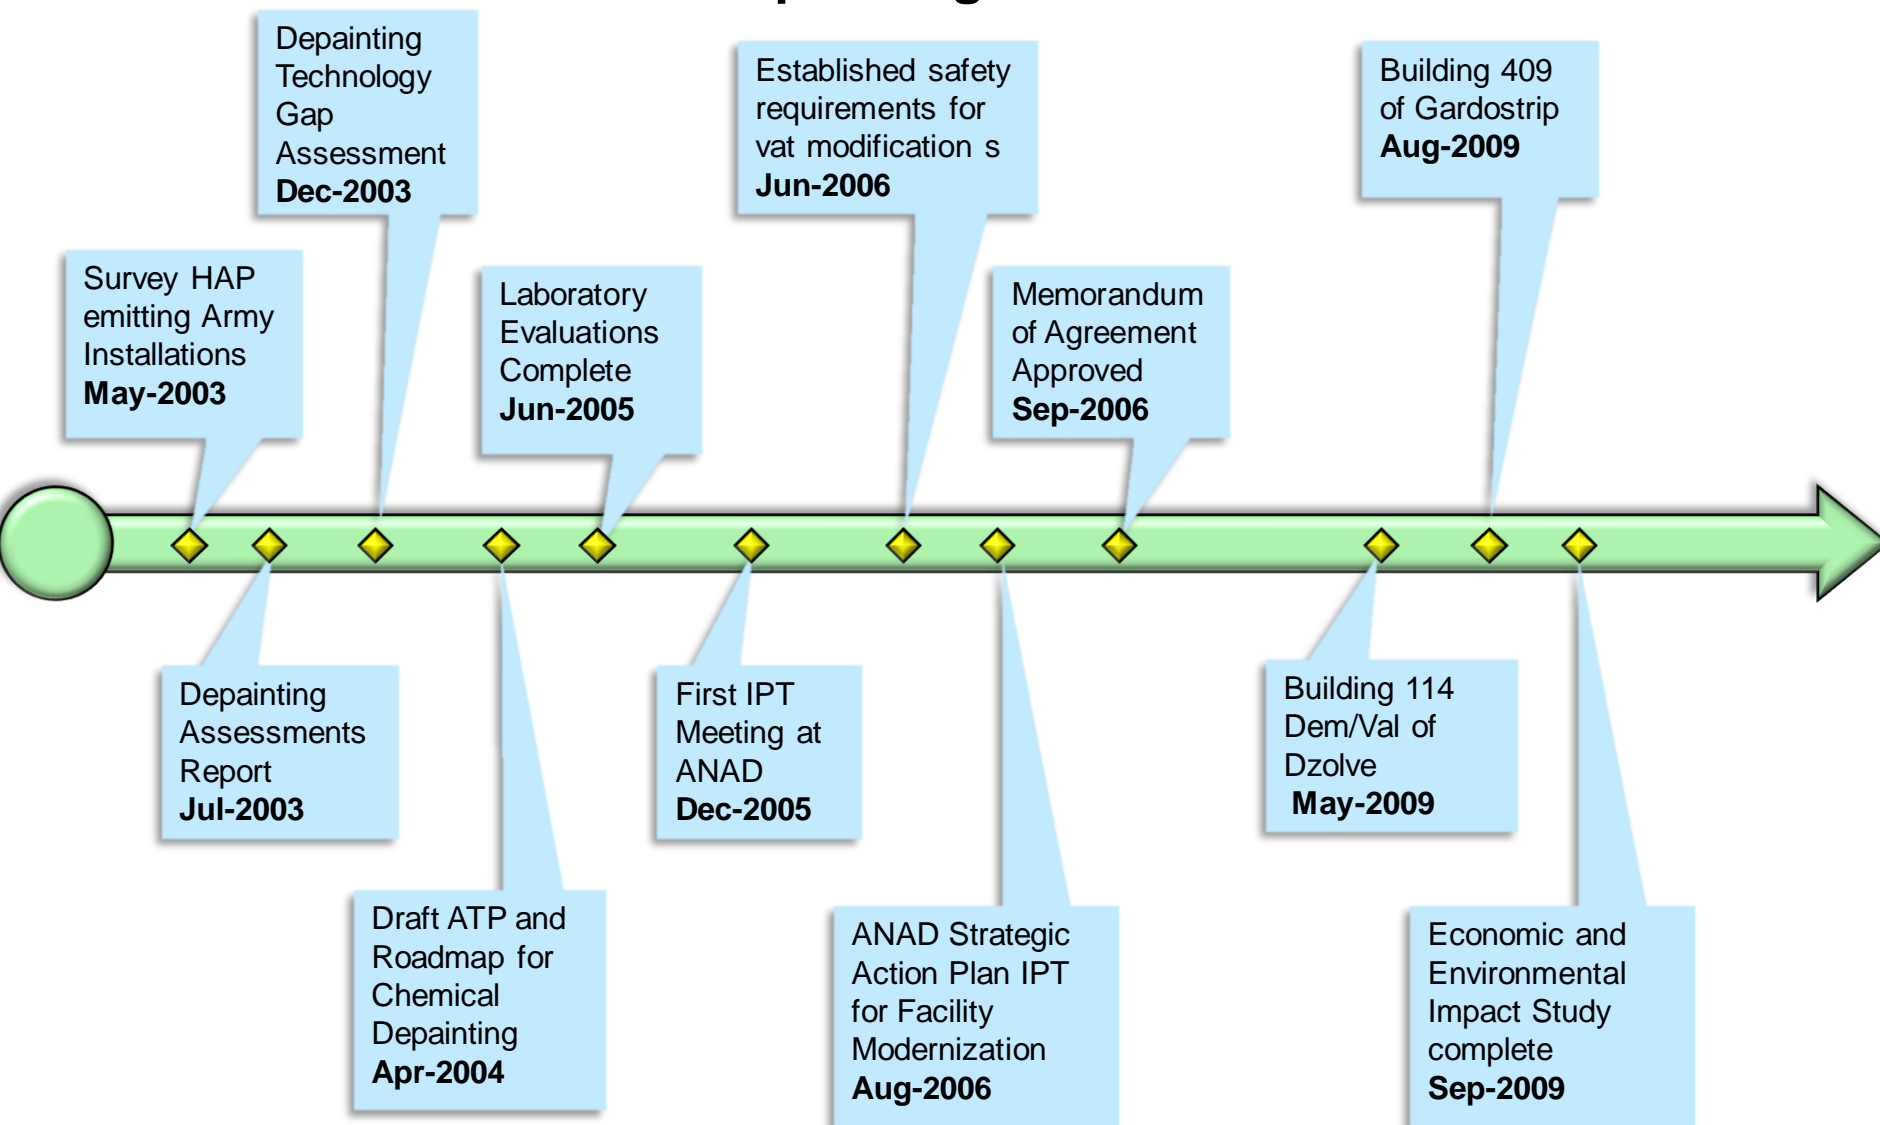 Depainting
Technology
Gap
Assessment
Dec-2003
Established safety
requirements for
vat modification s
Jun-2006
Building 409
of Gardostrip
Aug-2009
Survey HAP
emitting Army
Installations
May-2003
Laboratory
Evaluations
Complete
Jun-2005
Memorandum
of Agreement
Approved
Sep-2006
Depainting
Assessments
Report
Jul-2003
First IPT
Meeting at
ANAD
Dec-2005
Building 114
Dem/Val of
Dzolve
May-2009
Draft ATP and
Roadmap for
Chemical
Depainting
Apr-2004
ANAD Strategic
Action Plan IPT
for Facility
Modernization
Aug-2006
Economic and
Environmental
Impact Study
complete
Sep-2009